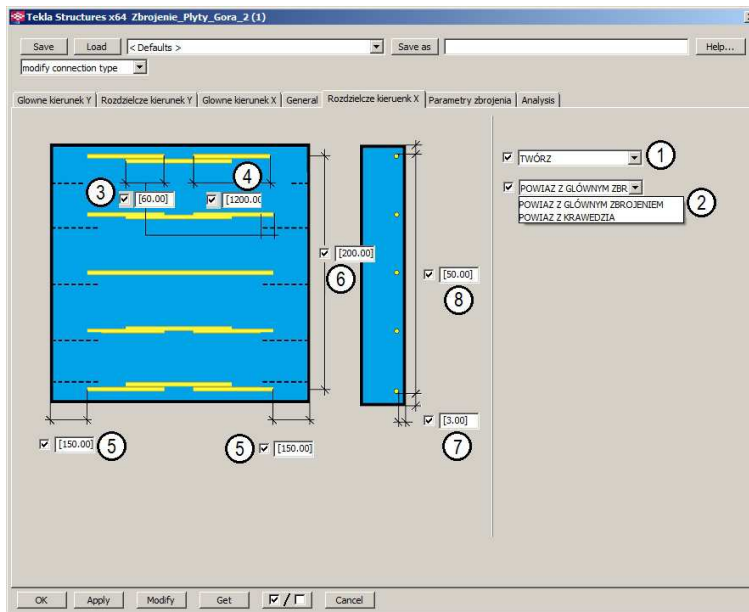 Tekla Structures x64 Zbrojenie_Plyty_Gora_2 (1)
Save Load < Defaults > Save as Help...
modify connection type
Glowne kierunek Y Rozdzielcze kierunek Y Glowne kierunek X General Rozdzielcze kieruenk X Parametry zbrojenia Analysis
TWÓRZ 1
3 4
POWIAZ Z GLÓWNYM ZBR 2
[60.00] [1200.00
POWIAZ Z GLÓWNYM ZBROJENIEM
POWIAZ Z KRAWEDZIA
[200.00]
6
[50.00]
8
[3.00]
7
[150.00] 5
5 [150.00]
OK Apply Modify Get / Cancel